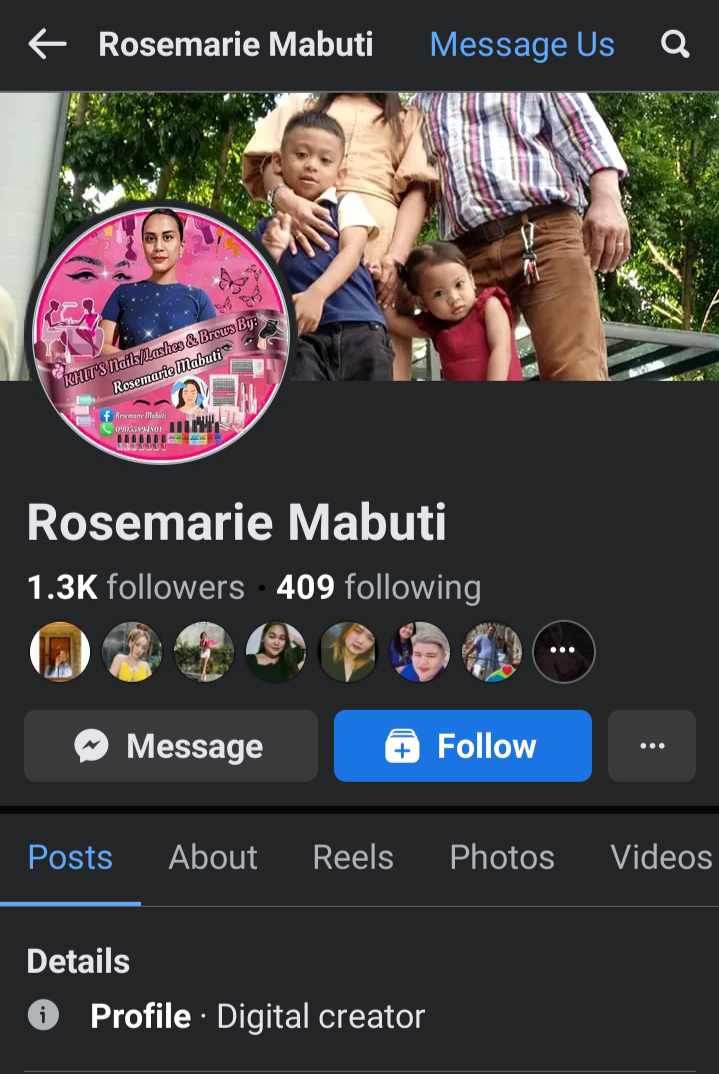 Rosemarie Mabuti Message Us
KHIT'S Nails/Lashes & Brows By:
Rosemarie Mabuti
Rosemarie Mabuti
Rosemarie Mabuti
1.3K followers · 409 following
Message
Follow
Posts About Reels Photos Videos
Details
Profile · Digital creator